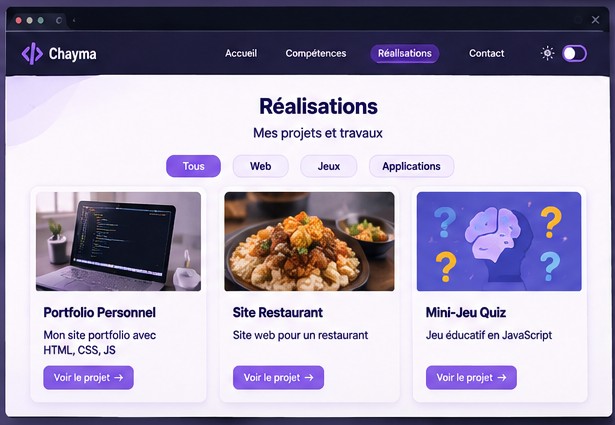 Chayma
Accueil
Compétences
Réalisations
Contact
Réalisations
Mes projets et travaux
Tous
Web
Jeux
Applications
Portfolio Personnel
Mon site portfolio avec
HTML, CSS, JS
Voir le projet →
Site Restaurant
Site web pour un restaurant
Voir le projet →
Mini-Jeu Quiz
Jeu éducatif en JavaScript
Voir le projet →